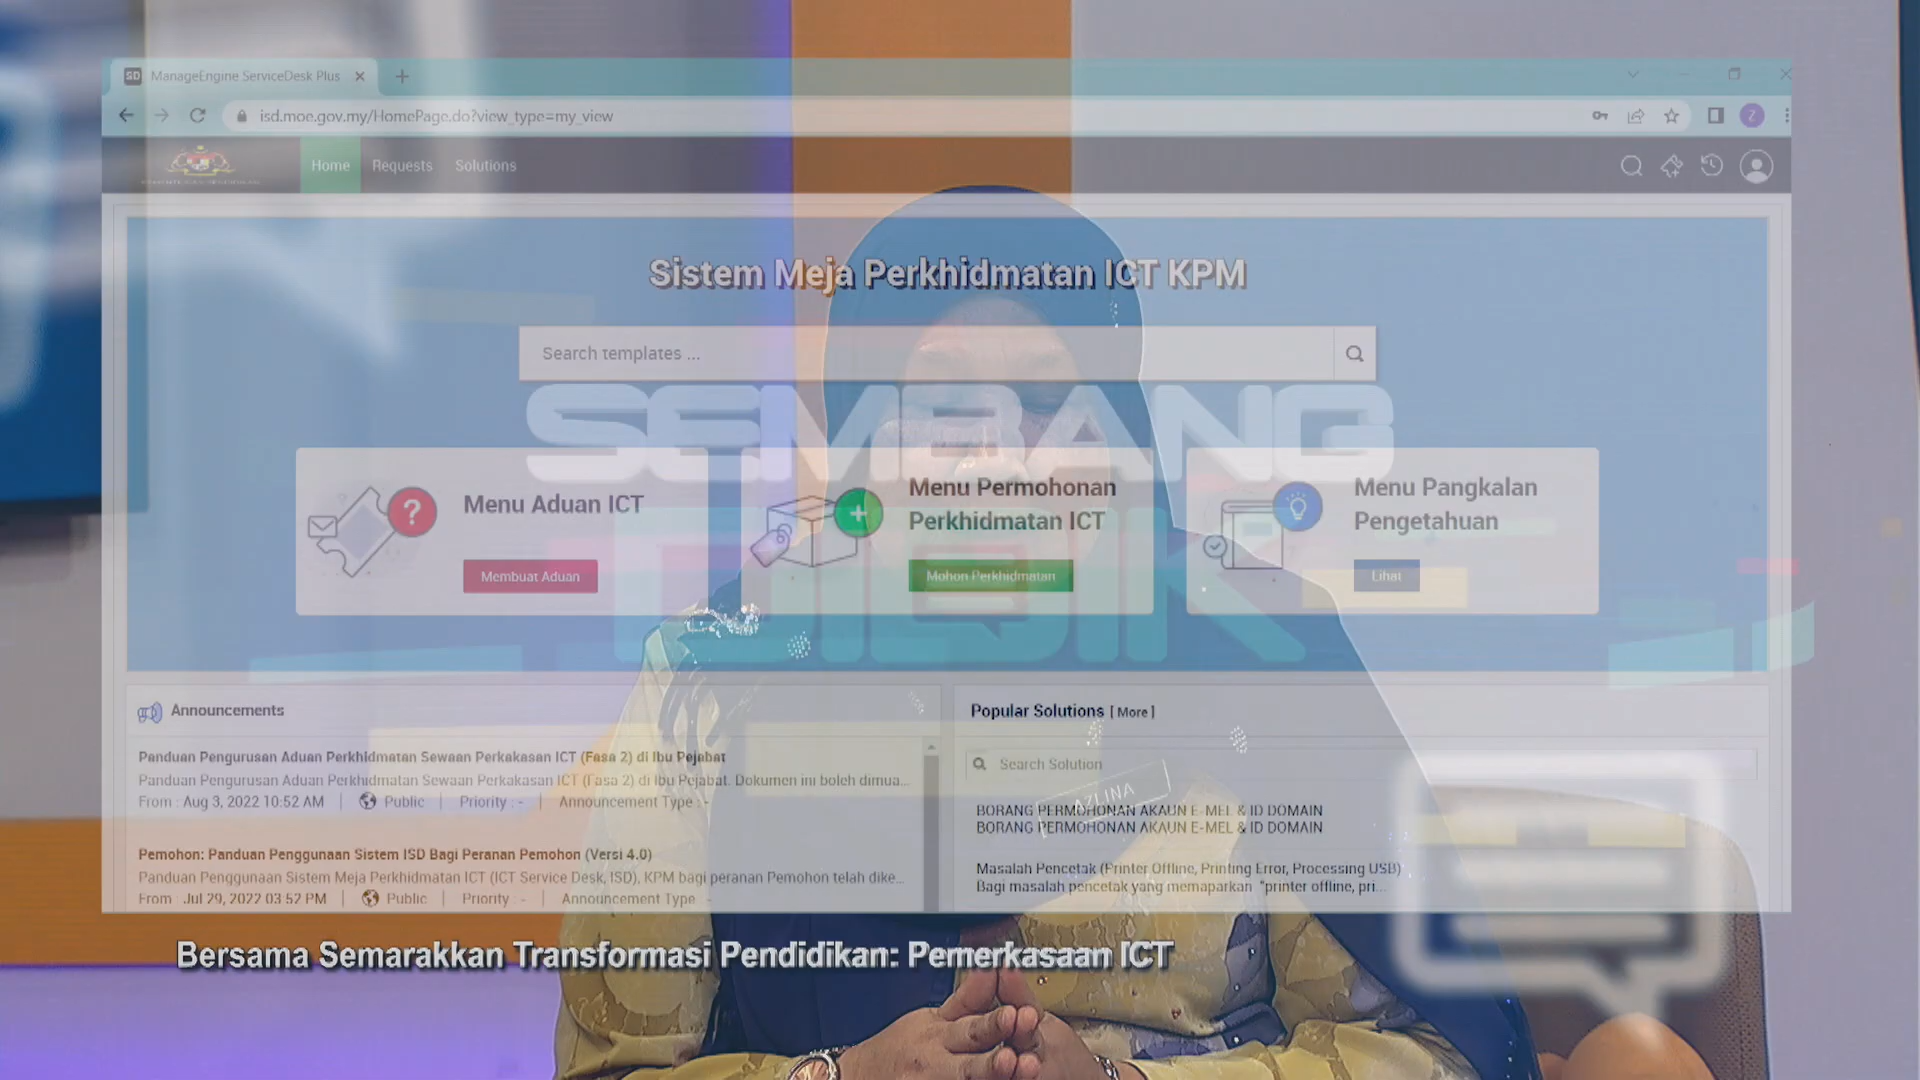 SD ManageEngine ServiceDesk Plus
isd.moe.gov.my/HomePage.do?view_type=my_view
Z
Home Requests Solutions
Sistem Meja Perkhidmatan ICT KPM
Search templates ...
SEMBANG
DIDIK
Menu Aduan ICT
Membuat Aduan
Menu Permohonan
Perkhidmatan ICT
Mohon Perkhidmatan
Menu Pangkalan
Pengetahuan
Lihat
Announcements
Panduan Pengurusan Aduan Perkhidmatan Sewaan Perkakasan ICT (Fasa 2) di Ibu Pejabat
Panduan Pengurusan Aduan Perkhidmatan Sewaan Perkakasan ICT (Fasa 2) di Ibu Pejabat. Dokumen ini boleh dimua...
From : Aug 3, 2022 10:52 AM | Public | Priority : - | Announcement Type : -
Pemohon: Panduan Penggunaan Sistem ISD Bagi Peranan Pemohon (Versi 4.0)
Panduan Penggunaan Sistem Meja Perkhidmatan ICT (ICT Service Desk, ISD), KPM bagi peranan Pemohon telah dike...
From : Jul 29, 2022 03:52 PM | Public | Priority : - | Announcement Type : -
Popular Solutions [ More ]
Search Solution
AZLINA
BORANG PERMOHONAN AKAUN E-MEL & ID DOMAIN
BORANG PERMOHONAN AKAUN E-MEL & ID DOMAIN
Masalah Pencetak (Printer Offline, Printing Error, Processing USB)
Bagi masalah pencetak yang memaparkan "printer offline, pri...
Bersama Semarakkan Transformasi Pendidikan: Pemerkasaan ICT